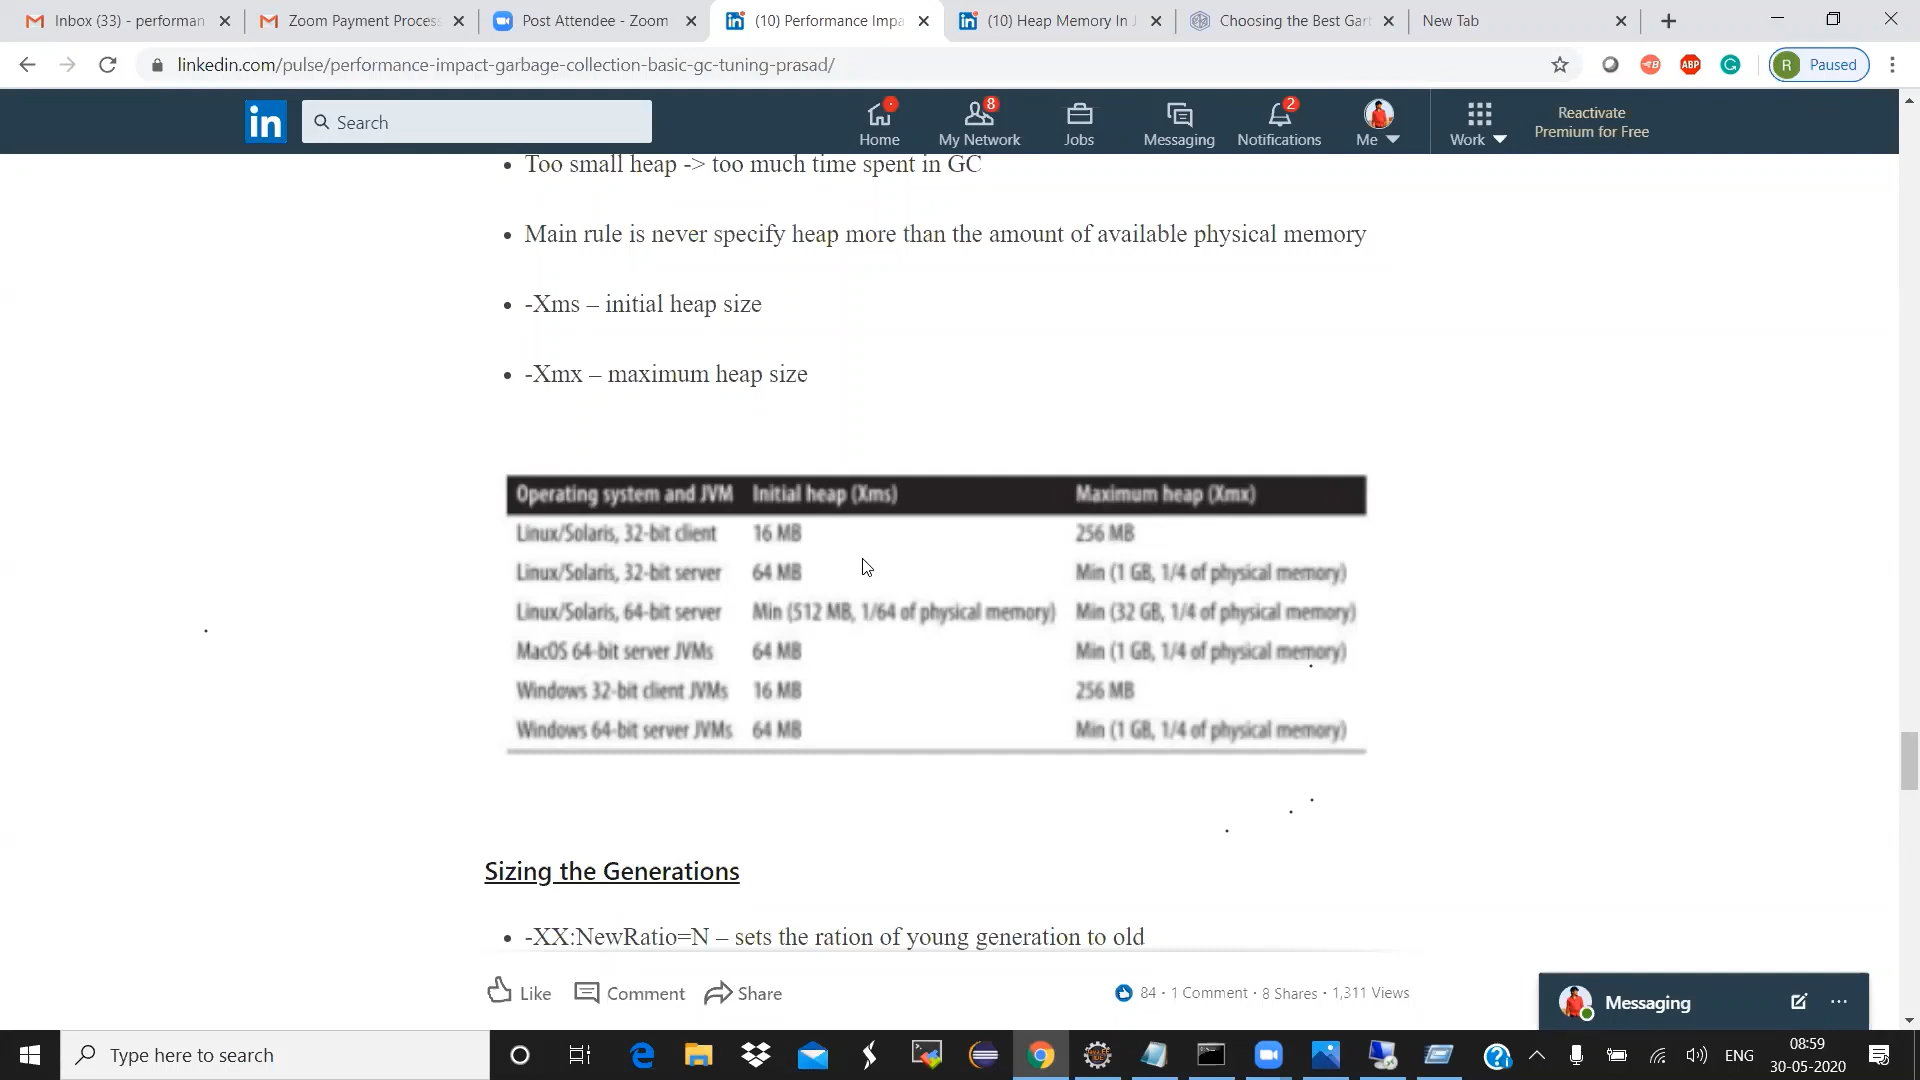 Inbox (33) - performan
Zoom Payment Process
Post Attendee - Zoom
(10) Performance Impa
(10) Heap Memory In J
Choosing the Best Gar
New Tab
linkedin.com/pulse/performance-impact-garbage-collection-basic-gc-tuning-prasad/
ABP
R Paused
in
Search
Home
8
My Network
Jobs
Messaging
2
Notifications
Me
Work
Reactivate
Premium for Free
• Too small heap -> too much time spent in GC
• Main rule is never specify heap more than the amount of available physical memory
• -Xms – initial heap size
• -Xmx – maximum heap size
Operating system and JVM Initial heap (Xms) Maximum heap (Xmx)
Linux/Solaris, 32-bit client 16 MB 256 MB
Linux/Solaris, 32-bit server 64 MB Min (1 GB, 1/4 of physical memory)
Linux/Solaris, 64-bit server Min (512 MB, 1/64 of physical memory) Min (32 GB, 1/4 of physical memory)
MacOS 64-bit server JVMs 64 MB Min (1 GB, 1/4 of physical memory)
Windows 32-bit client JVMs 16 MB 256 MB
Windows 64-bit server JVMs 64 MB Min (1 GB, 1/4 of physical memory)
Sizing the Generations
• -XX:NewRatio=N – sets the ration of young generation to old
Like Comment Share
84 · 1 Comment · 8 Shares · 1,311 Views
Messaging
Type here to search
ENG
08:59
30-05-2020